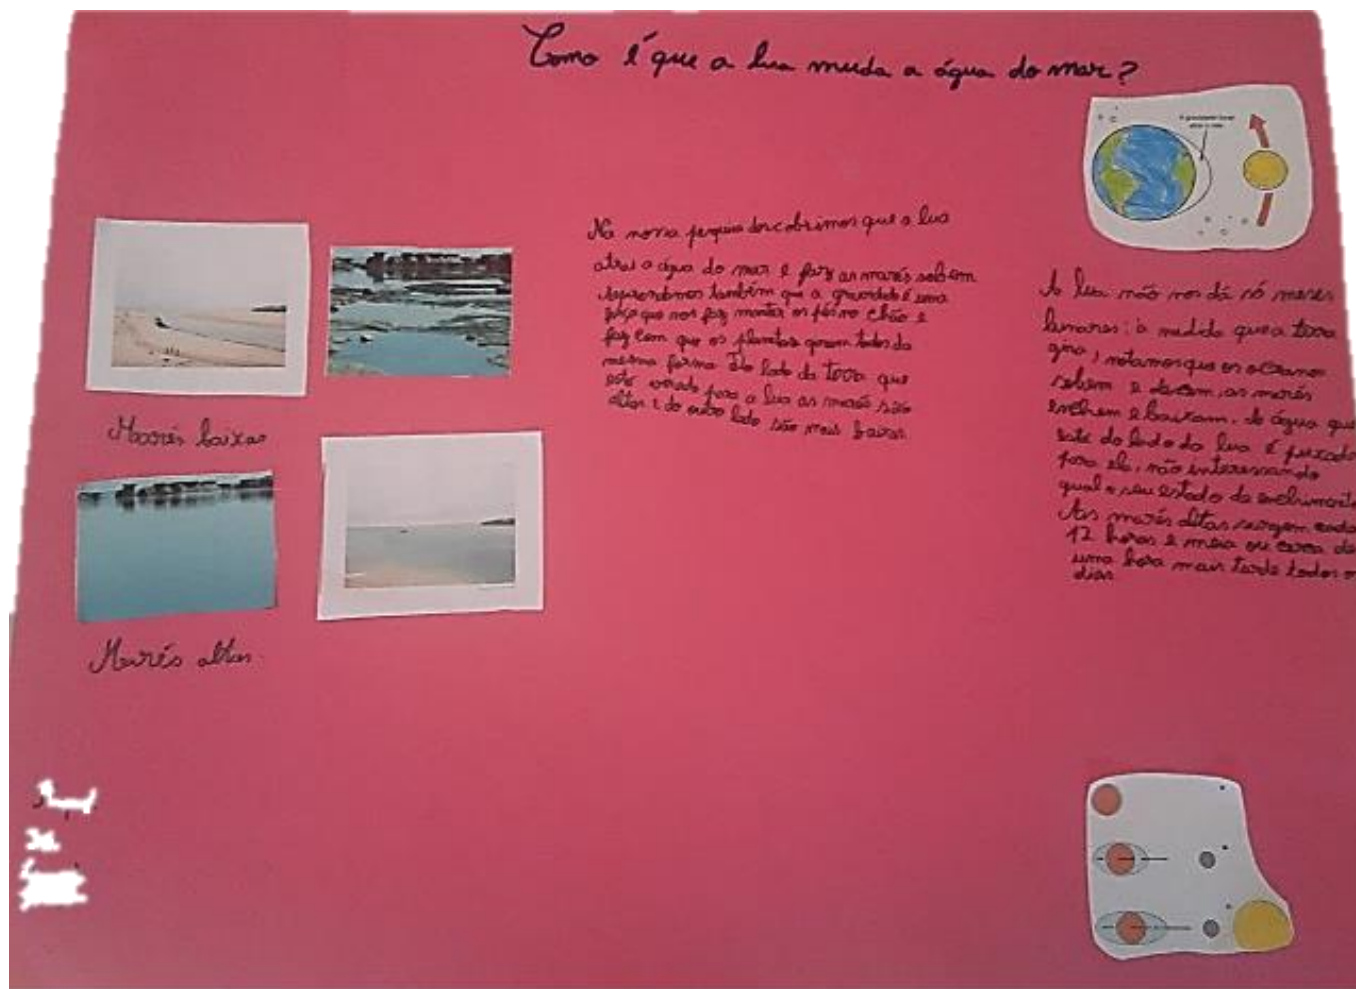 Como é que a lua muda a água do mar?
Na nossa pesquisa descobrimos que a lua
atrai a água do mar e faz as marés subirem
Aprendemos também que a gravidade é uma
força que nos faz manter os pés no chão e
faz com que os planetas giram todos da
mesma forma. Do lado da terra que
está virado para a lua as marés são
altas e do outro lado são mais baixas.
Marés baixas
Marés altas
A lua não nos dá só meses
lunares: à medida que a terra
gira, notamos que os oceanos
sobem e descem, as marés
enchem e baixam. A água que
está do lado da lua é puxada
para ela, não interessando
qual o seu estado de
As marés altas surgem cada
12 horas e meia ou cerca de
uma hora mais tarde todos o
dias